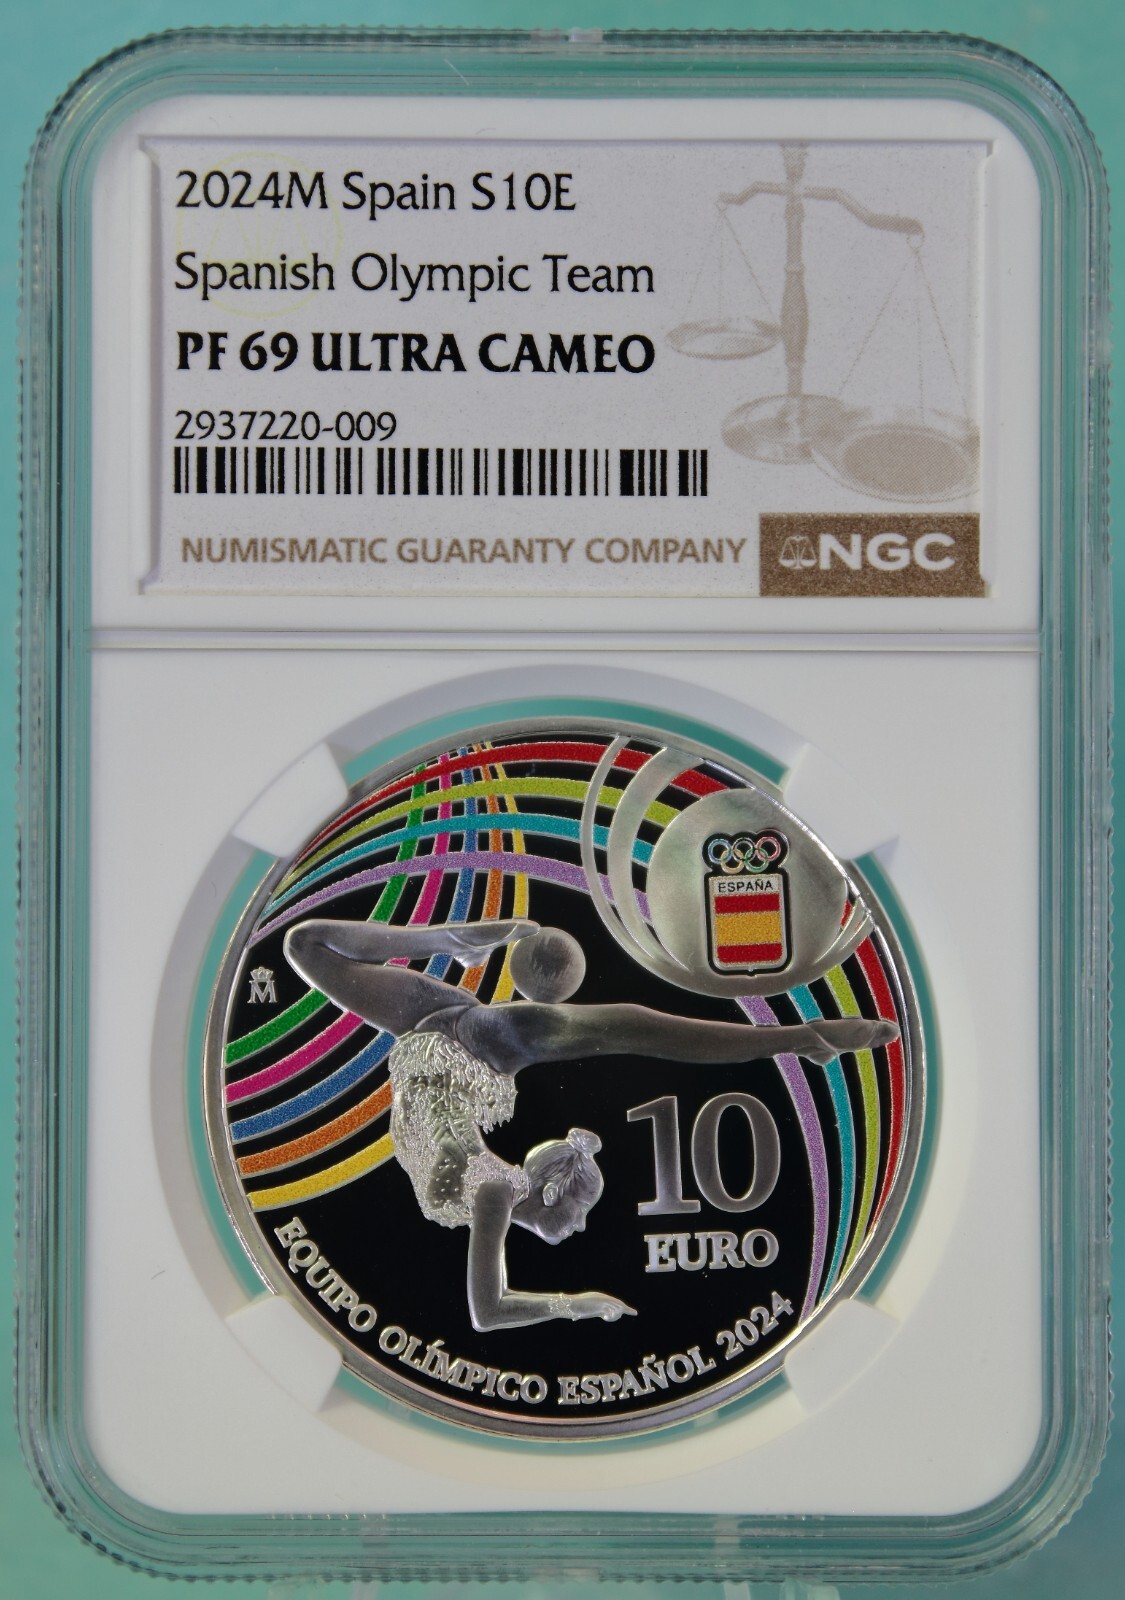 2024M Spain S10E
Spanish Olympic Team
PF 69 ULTRA CAMEO
2937220-009
NUMISMATIC GUARANTY COMPANY
NGC
ESPAÑA
M
10
EURO
EQUIPO OLÍMPICO ESPAÑOL 2024